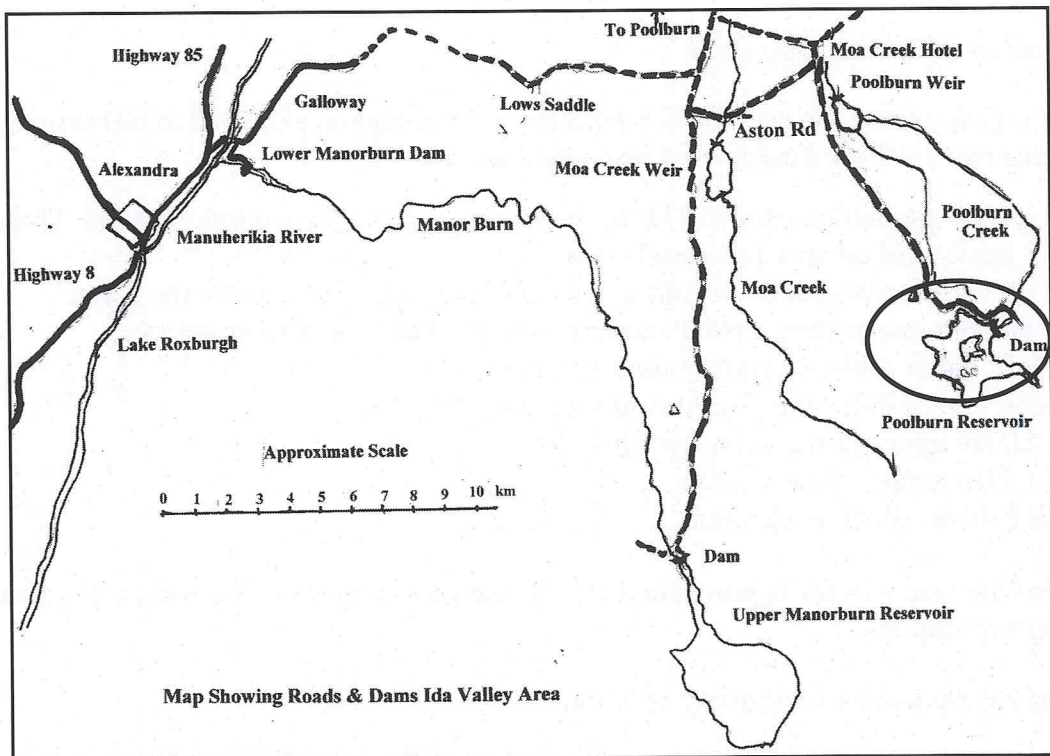 To Poolburn
Highway 85
Moa Creek Hotel
Poolburn Weir
Galloway
Lows Saddle
Aston Rd
Lower Manorburn Dam
Alexandra
Moa Creek Weir
Manor Burn
Poolburn
Creek
Manuherikia River
Highway 8
Moa Creek
Lake Roxburgh
Dam
Poolburn Reservoir
Approximate Scale
0 1 2 3 4 5 6 7 8 9 10 km
Dam
Upper Manorburn Reservoir
Map Showing Roads & Dams Ida Valley Area